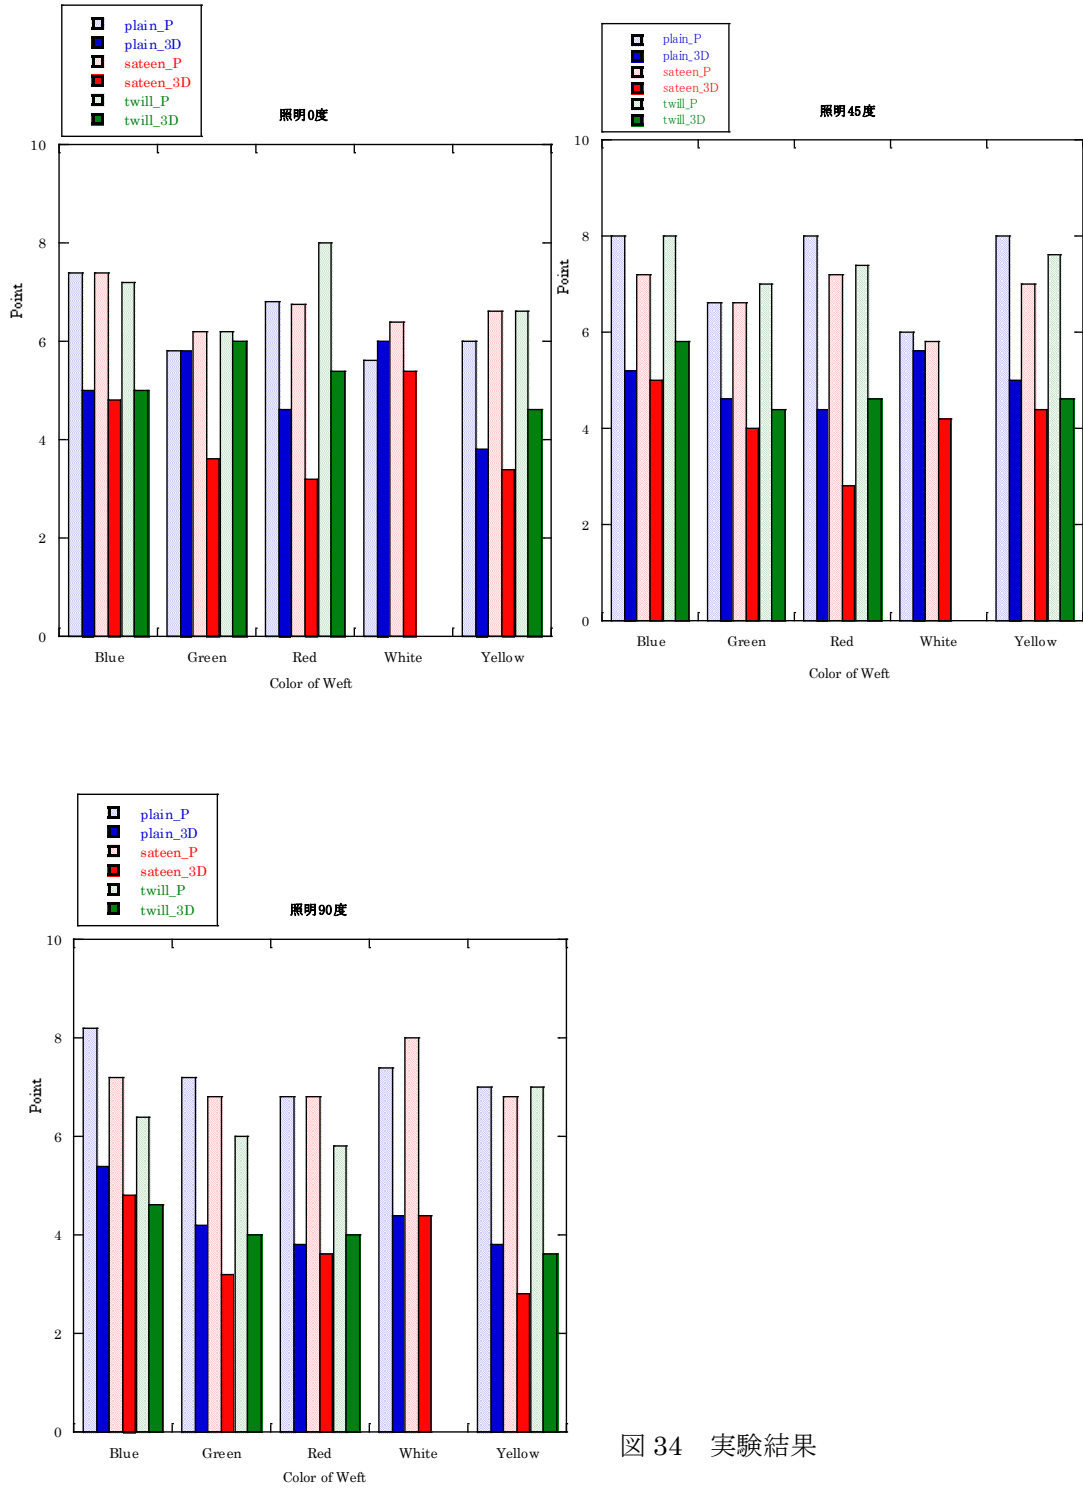 plain_P
plain_3D
sateen_P
sateen_3D
twill_P
twill_3D
照明0度
10
8
6
4
2
0
Point
Blue Green Red White Yellow
Color of Weft
plain_P
plain_3D
sateen_P
sateen_3D
twill_P
twill_3D
照明45度
10
8
6
4
2
0
Point
Blue Green Red White Yellow
Color of Weft
plain_P
plain_3D
sateen_P
sateen_3D
twill_P
twill_3D
照明90度
10
8
6
4
2
0
Point
Blue Green Red White Yellow
Color of Weft
図 34 実験結果